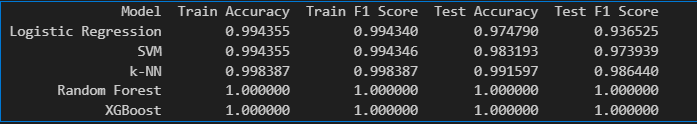 Model Train Accuracy Train F1 Score Test Accuracy Test F1 Score
Logistic Regression 0.994355 0.994340 0.974790 0.936525
SVM 0.994355 0.994346 0.983193 0.973939
k-NN 0.998387 0.998387 0.991597 0.986440
Random Forest 1.000000 1.000000 1.000000 1.000000
XGBoost 1.000000 1.000000 1.000000 1.000000